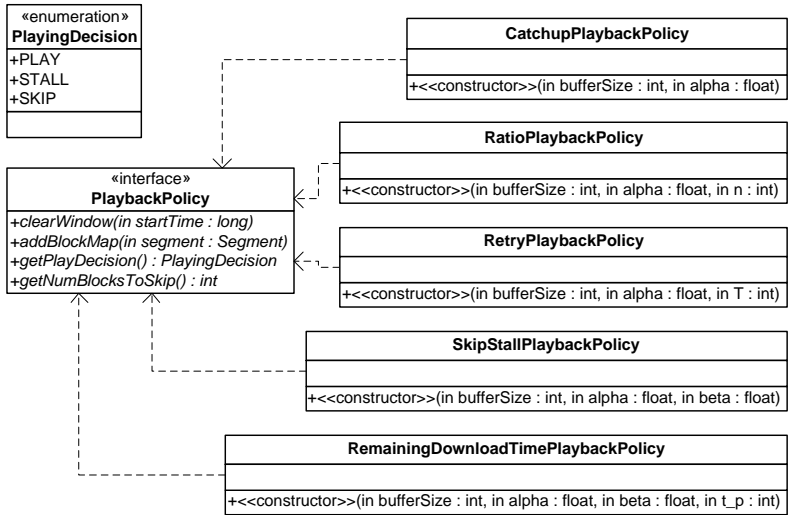 «enumeration»
PlayingDecision
+PLAY
+STALL
+SKIP
CatchupPlaybackPolicy
+<<constructor>>(in bufferSize : int, in alpha : float)
RatioPlaybackPolicy
+<<constructor>>(in bufferSize : int, in alpha : float, in n : int)
«interface»
PlaybackPolicy
+clearWindow(in startTime : long)
+addBlockMap(in segment : Segment)
+getPlayDecision() : PlayingDecision
+getNumBlocksToSkip() : int
RetryPlaybackPolicy
+<<constructor>>(in bufferSize : int, in alpha : float, in T : int)
SkipStallPlaybackPolicy
+<<constructor>>(in bufferSize : int, in alpha : float, in beta : float)
RemainingDownloadTimePlaybackPolicy
+<<constructor>>(in bufferSize : int, in alpha : float, in beta : float, in t_p : int)